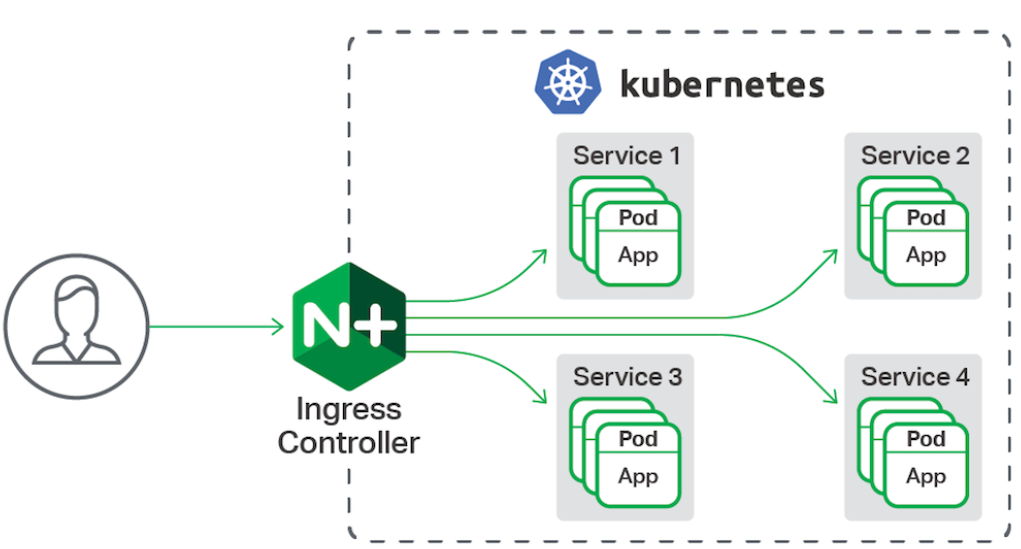 kubernetes
Service 1
Pod
App
Service 2
Pod
App
N+
Ingress
Controller
Service 3
Pod
App
Service 4
Pod
App